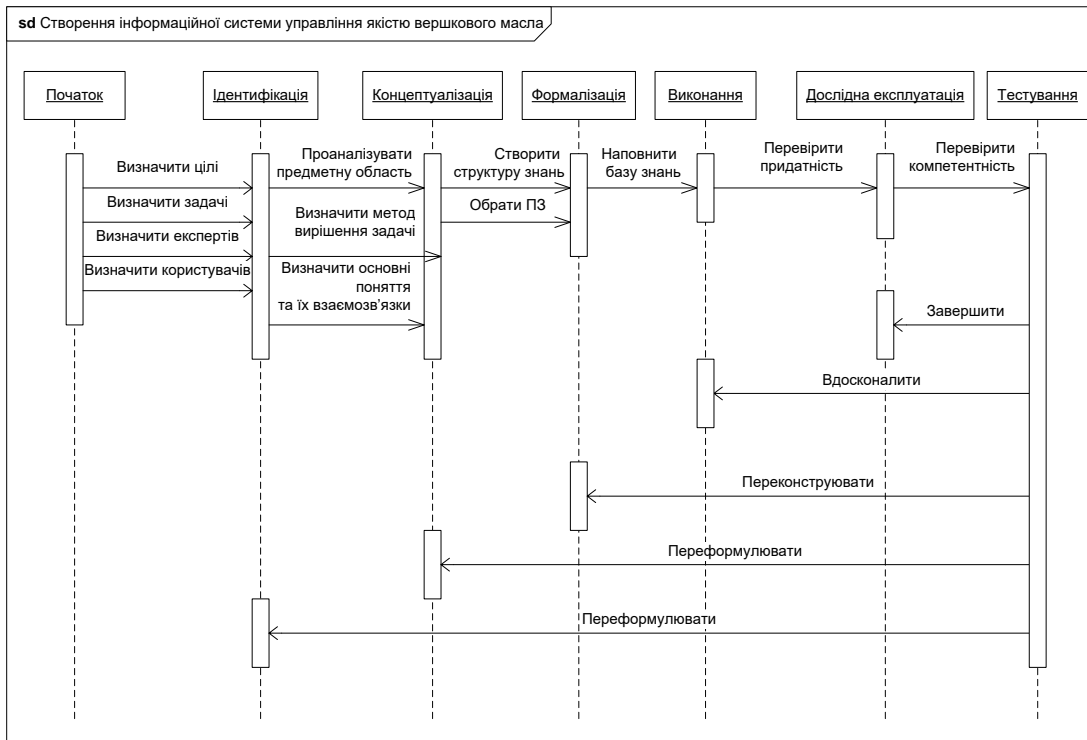 sd Створення інформаційної системи управління якістю вершкового масла
Початок
Ідентифікація
Концептуалізація
Формалізація
Виконання
Дослідна експлуатація
Тестування
Визначити цілі
Проаналізувати
предметну область
Створити
структуру знань
Наповнити
базу знань
Перевірити
придатність
Перевірити
компетентність
Визначити задачі
Визначити метод
вирішення задачі
Обрати ПЗ
Визначити експертів
Визначити користувачів
Визначити основні
поняття
та їх взаємозв’язки
Завершити
Вдосконалити
Переконструювати
Переформулювати
Переформулювати